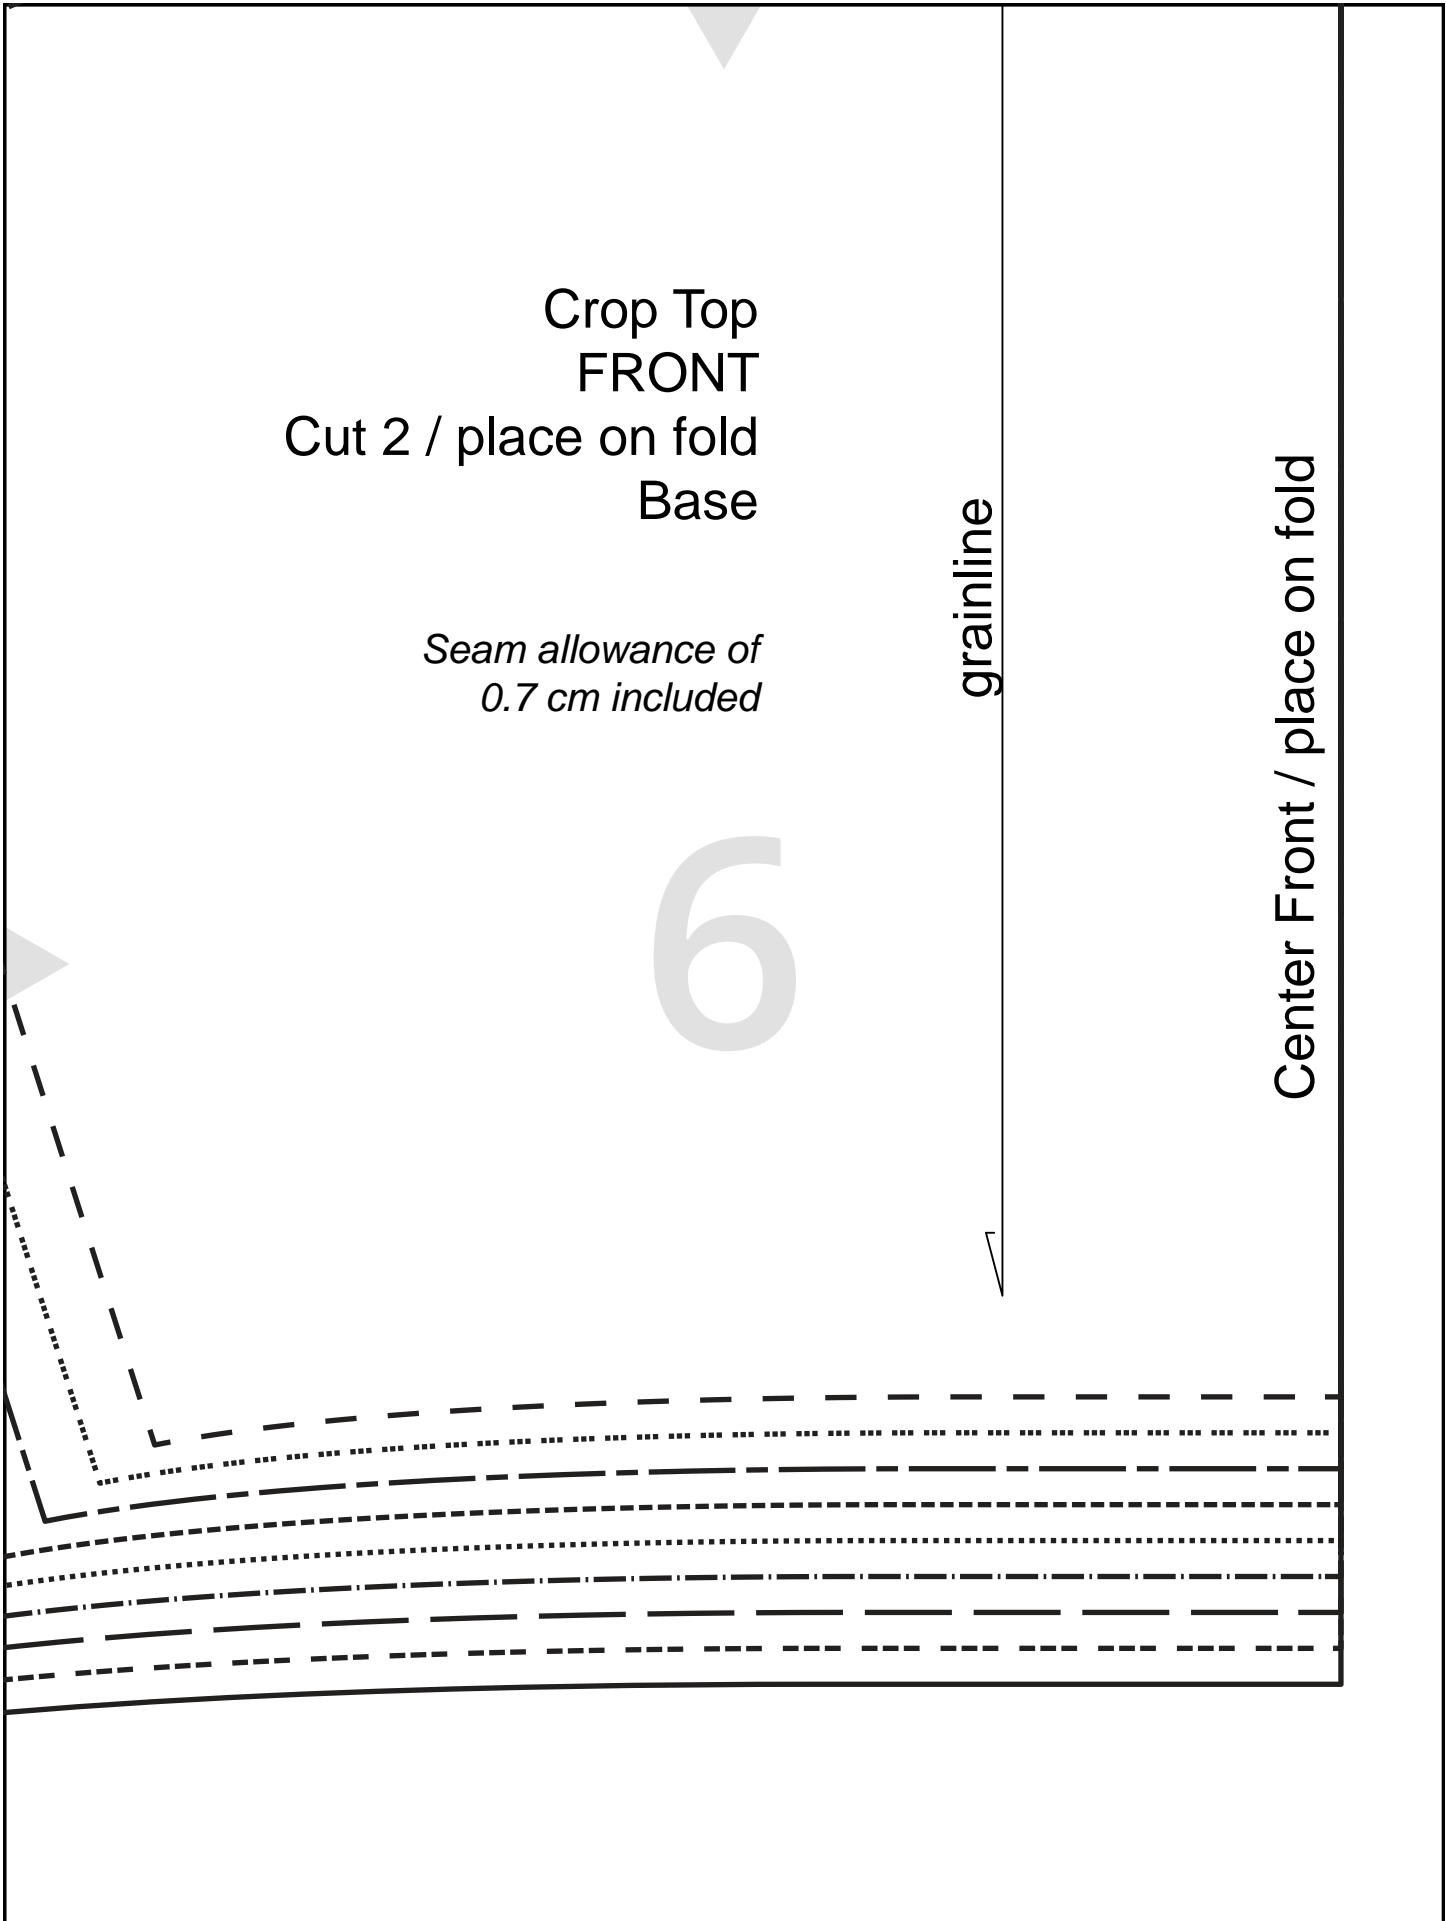 Crop Top
FRONT
Cut 2 / place on fold
Base
Seam allowance of
0.7 cm included
grainline
Center Front / place on fold
6